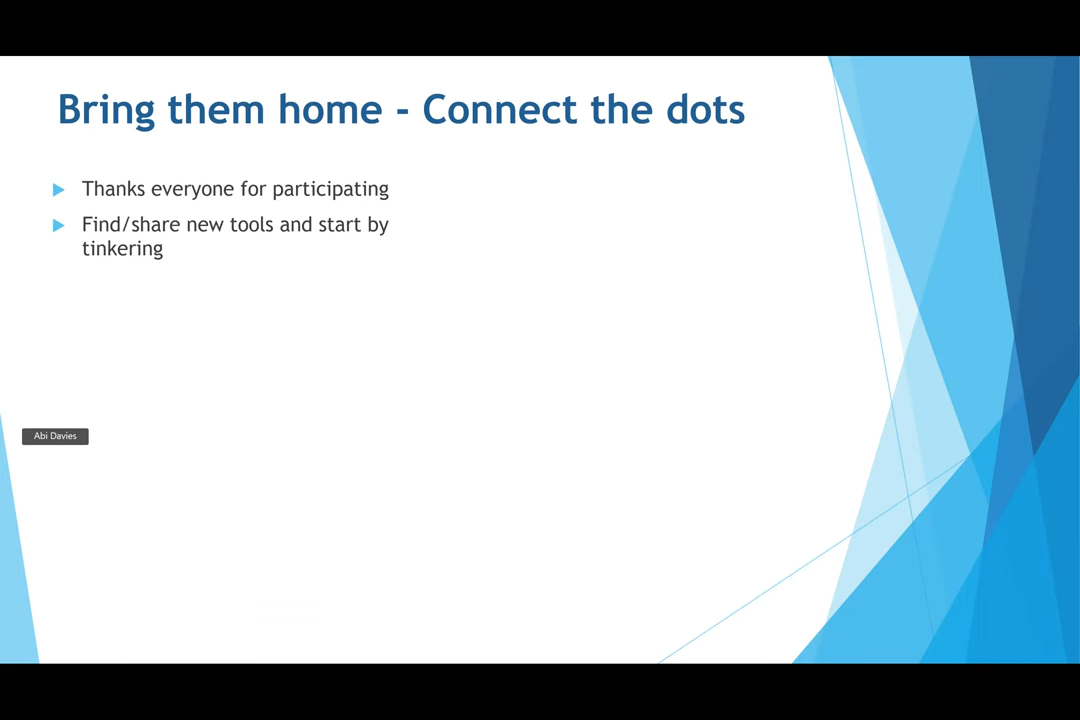 Bring them home - Connect the dots
Thanks everyone for participating
Find/share new tools and start by
tinkering
Abi Davies